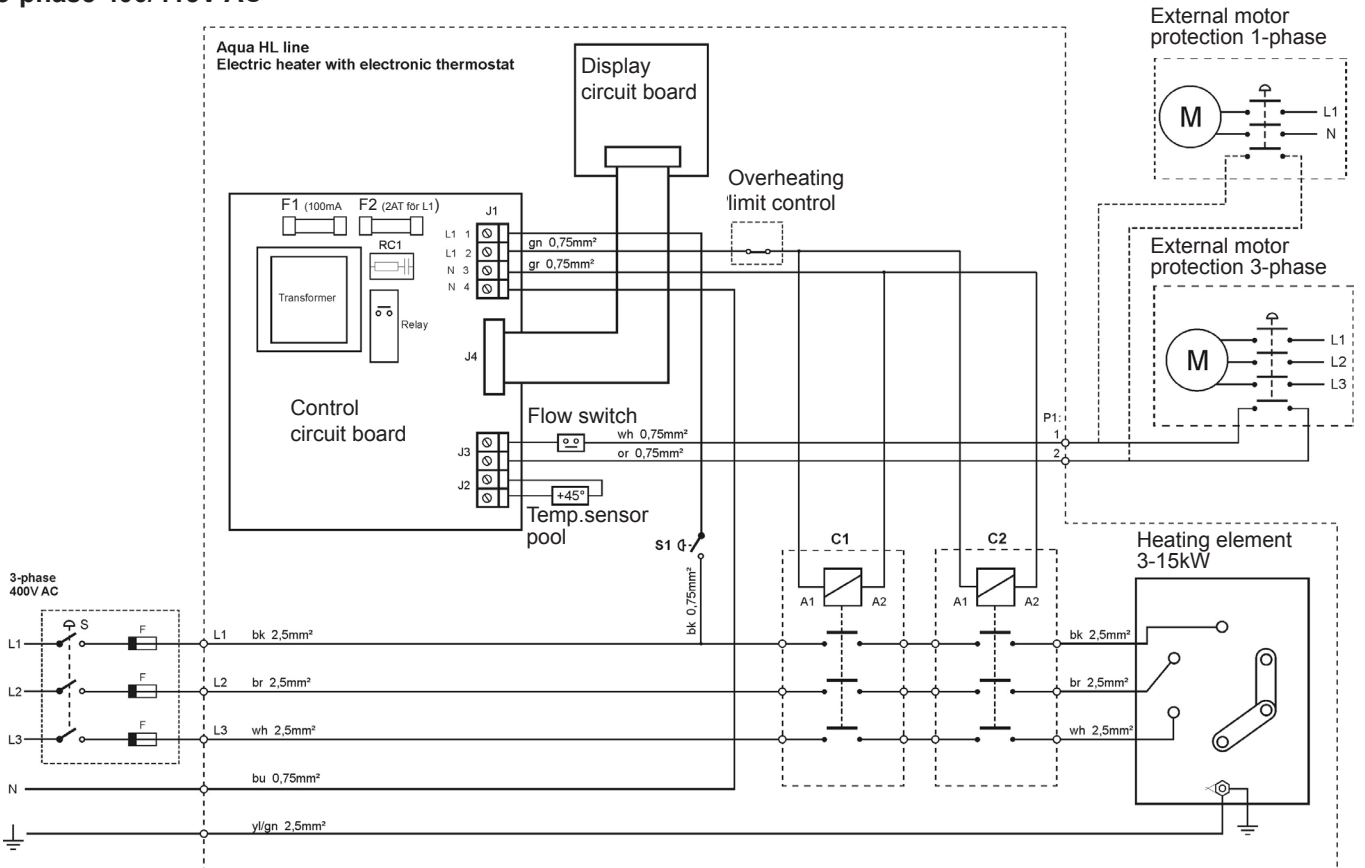 Aqua HL line
Electric heater with electronic thermostat
Display
circuit board
External motor
protection 1-phase
M
L1
N
F1 (100mA
F2 (2AT för L1)
J1
RC1
Transformer
Relay
L1 1
L1 2
N 3
N 4
gn 0,75mm²
gr 0,75mm²
Overheating
limit control
External motor
protection 3-phase
M
L1
L2
L3
J4
Control
circuit board
Flow switch
J3
J2
wh 0,75mm²
or 0,75mm²
P1:
1
2
+45°
Temp.sensor
pool
S1
bk 0,75mm²
C1
A1
A2
C2
A1
A2
Heating element
3-15kW
3-phase
400V AC
S
F
L1
L1
bk 2,5mm²
bk 2,5mm²
F
L2
L2
br 2,5mm²
br 2,5mm²
F
L3
L3
wh 2,5mm²
wh 2,5mm²
N
bu 0,75mm²
yl/gn 2,5mm²